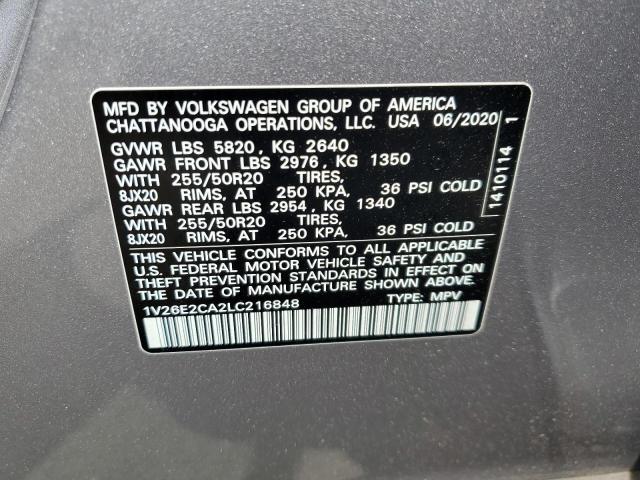 MFD BY VOLKSWAGEN GROUP OF AMERICA
CHATTANOOGA OPERATIONS, LLC. USA 06/2020
GVWR LBS 5820, KG 2640
GAWR FRONT LBS 2976, KG 1350
WITH 255/50R20 TIRES,
8JX20 RIMS, AT 250 KPA, 36 PSI COLD
GAWR REAR LBS 2954, KG 1340
WITH 255/50R20 TIRES,
8JX20 RIMS, AT 250 KPA, 36 PSI COLD
THIS VEHICLE CONFORMS TO ALL APPLICABLE
U.S. FEDERAL MOTOR VEHICLE SAFETY AND
THEFT PREVENTION STANDARDS IN EFFECT ON
THE DATE OF MANUFACTURE SHOWN ABOVE.
1V26E2CA2LC216848 TYPE: MPV
1410114 1